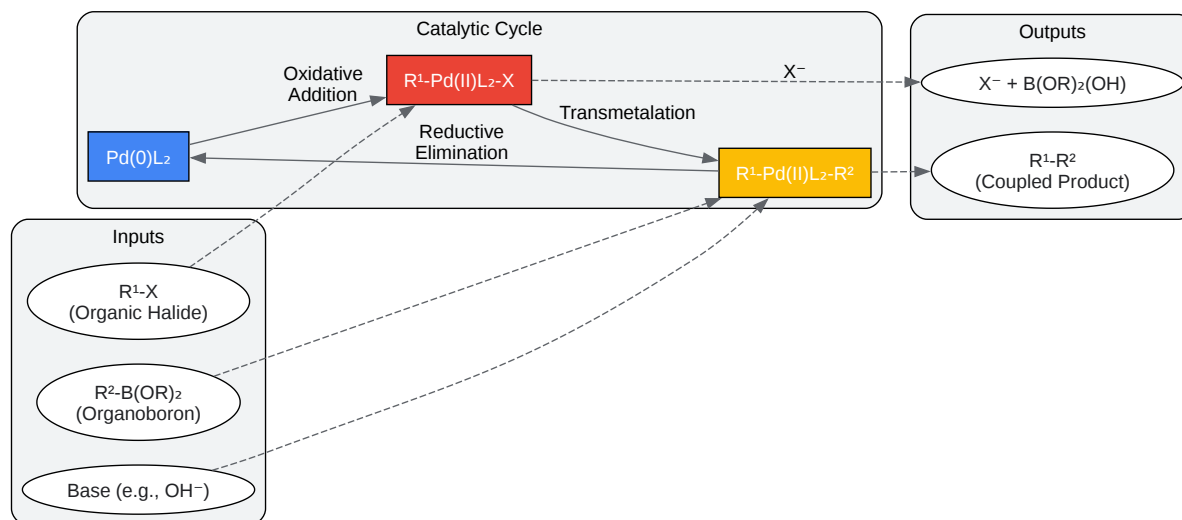 Catalytic Cycle
Oxidative
Addition
R¹-Pd(II)L₂-X
X⁻
Transmetalation
Reductive
Elimination
Pd(0)L₂
R¹-Pd(II)L₂-R²
Outputs
X⁻ + B(OR)₂(OH)
R¹-R²
(Coupled Product)
Inputs
R¹-X
(Organic Halide)
R²-B(OR)₂
(Organoboron)
Base (e.g., OH⁻)